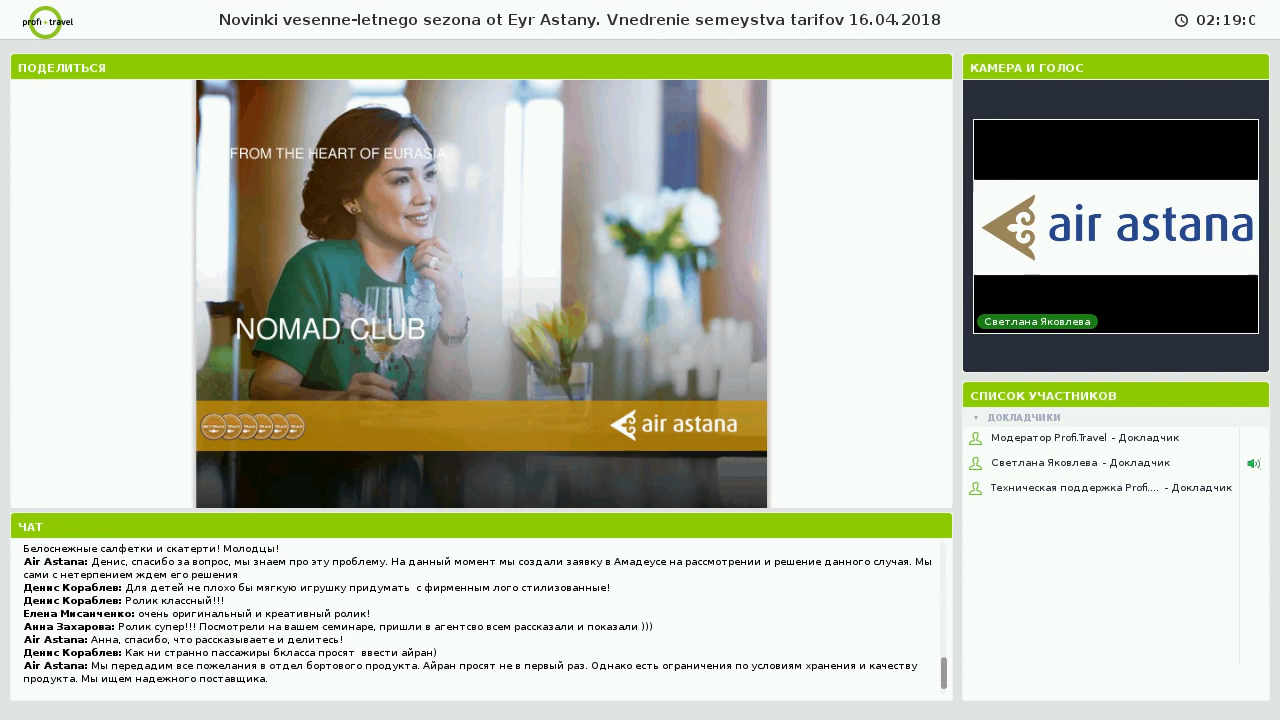 profi+travel
Novinki vesenne-letnego sezona ot Eyr Astany. Vnedrenie semeystva tarifov 16.04.2018
02:19:0
ПОДЕЛИТЬСЯ
FROM THE HEART OF EURASIA
NOMAD CLUB
air astana
КАМЕРА И ГОЛОС
air astana
Светлана Яковлева
СПИСОК УЧАСТНИКОВ
ДОКЛАДЧИКИ
Модератор Profi.Travel - Докладчик
Светлана Яковлева - Докладчик
Техническая поддержка Profi.... - Докладчик
ЧАТ
Белоснежные салфетки и скатерти! Молодцы!
Air Astana: Денис, спасибо за вопрос, мы знаем про эту проблему. На данный момент мы создали заявку в Амадеусе на рассмотрении и решение данного случая. Мы
сами с нетерпением ждем его решения
Денис Кораблев: Для детей не плохо бы мягкую игрушку придумать с фирменным лого стилизованные!
Денис Кораблев: Ролик классный!!!
Елена Мисанченко: очень оригинальный и креативный ролик!
Анна Захарова: Ролик супер!!! Посмотрели на вашем семинаре, пришли в агентсво всем рассказали и показали )))
Air Astana: Анна, спасибо, что рассказываете и делитесь!
Денис Кораблев: Как ни странно пассажиры бкласса просят ввести айран)
Air Astana: Мы передадим все пожелания в отдел бортового продукта. Айран просят не в первый раз. Однако есть ограничения по условиям хранения и качеству
продукта. Мы ищем надежного поставщика.